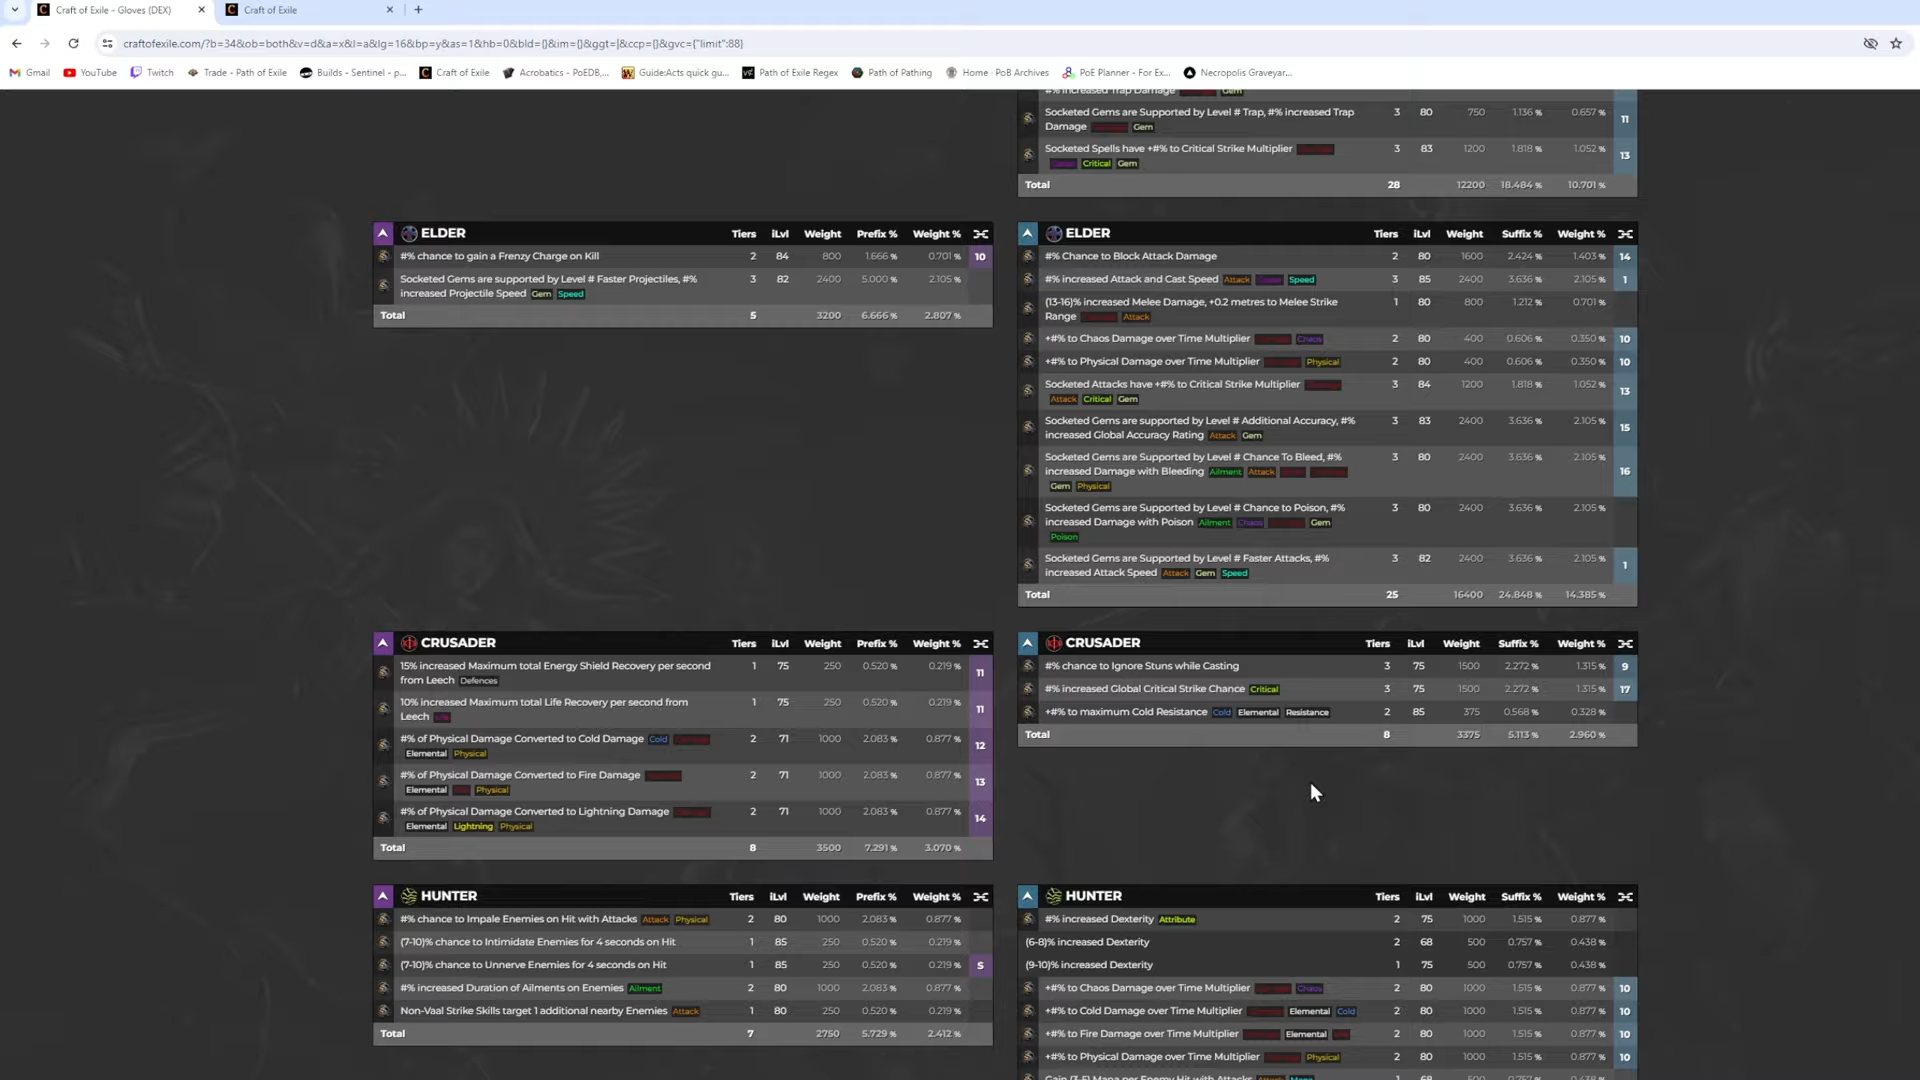 Craft of Exile - Gloves (DEX)
Craft of Exile
craftofexile.com/?b=34&ob=both&v=d&a=x&l=a&lg=16&bp=y&as=1&hb=0&bld={}&im={}&ggt=|&ccp={}&gvc={"limit":88}
Gmail
YouTube
Twitch
Trade - Path of Exile
Builds - Sentinel - p...
Craft of Exile
Acrobatics - PoEDB,...
Guide:Acts quick gu...
Path of Exile Regex
Path of Pathing
Home · PoB Archives
PoE Planner - For Ex...
Necropolis Graveyar...
#% increased Trap Damage Gem
Socketed Gems are Supported by Level # Trap, #% increased Trap 3 80 750 1.136 % 0.657 % 11
Damage Gem
Socketed Spells have +#% to Critical Strike Multiplier 3 83 1200 1.818 % 1.052 % 13
Critical Gem
Total 28 12200 18.484 % 10.701 %
ELDER Tiers iLvl Weight Prefix % Weight %
#% chance to gain a Frenzy Charge on Kill 2 84 800 1.666 % 0.701 % 10
Socketed Gems are supported by Level # Faster Projectiles, #% 3 82 2400 5.000 % 2.105 %
increased Projectile Speed Gem Speed
Total 5 3200 6.666 % 2.807 %
ELDER Tiers iLvl Weight Suffix % Weight %
#% Chance to Block Attack Damage 2 80 1600 2.424 % 1.403 % 14
#% increased Attack and Cast Speed Attack Speed 3 85 2400 3.636 % 2.105 % 1
(13-16)% increased Melee Damage, +0.2 metres to Melee Strike 1 80 800 1.212 % 0.701 %
Range Attack
+#% to Chaos Damage over Time Multiplier Chaos 2 80 400 0.606 % 0.350 % 10
+#% to Physical Damage over Time Multiplier Physical 2 80 400 0.606 % 0.350 % 10
Socketed Attacks have +#% to Critical Strike Multiplier 3 84 1200 1.818 % 1.052 % 13
Attack Critical Gem
Socketed Gems are supported by Level # Additional Accuracy, #% 3 83 2400 3.636 % 2.105 % 15
increased Global Accuracy Rating Attack Gem
Socketed Gems are Supported by Level # Chance To Bleed, #% 3 80 2400 3.636 % 2.105 % 16
increased Damage with Bleeding Ailment Attack
Gem Physical
Socketed Gems are Supported by Level # Chance to Poison, #% 3 80 2400 3.636 % 2.105 %
increased Damage with Poison Ailment Chaos Gem
Poison
Socketed Gems are Supported by Level # Faster Attacks, #% 3 82 2400 3.636 % 2.105 % 1
increased Attack Speed Attack Gem Speed
Total 25 16400 24.848 % 14.385 %
CRUSADER Tiers iLvl Weight Prefix % Weight %
15% increased Maximum total Energy Shield Recovery per second 1 75 250 0.520 % 0.219 % 11
from Leech Defences
10% increased Maximum total Life Recovery per second from 1 75 250 0.520 % 0.219 % 11
Leech
#% of Physical Damage Converted to Cold Damage Cold 2 71 1000 2.083 % 0.877 % 12
Elemental Physical
#% of Physical Damage Converted to Fire Damage 2 71 1000 2.083 % 0.877 % 13
Elemental Physical
#% of Physical Damage Converted to Lightning Damage 2 71 1000 2.083 % 0.877 % 14
Elemental Lightning Physical
Total 8 3500 7.291 % 3.070 %
CRUSADER Tiers iLvl Weight Suffix % Weight %
#% chance to Ignore Stuns while Casting 3 75 1500 2.272 % 1.315 % 9
#% increased Global Critical Strike Chance Critical 3 75 1500 2.272 % 1.315 % 17
+#% to maximum Cold Resistance Cold Elemental Resistance 2 85 375 0.568 % 0.328 %
Total 8 3375 5.113 % 2.960 %
HUNTER Tiers iLvl Weight Prefix % Weight %
#% chance to Impale Enemies on Hit with Attacks Attack Physical 2 80 1000 2.083 % 0.877 %
(7-10)% chance to Intimidate Enemies for 4 seconds on Hit 1 85 250 0.520 % 0.219 %
(7-10)% chance to Unnerve Enemies for 4 seconds on Hit 1 85 250 0.520 % 0.219 % S
#% increased Duration of Ailments on Enemies Ailment 2 80 1000 2.083 % 0.877 %
Non-Vaal Strike Skills target 1 additional nearby Enemies Attack 1 80 250 0.520 % 0.219 %
Total 7 2750 5.729 % 2.412 %
HUNTER Tiers iLvl Weight Suffix % Weight %
#% increased Dexterity Attribute 2 75 1000 1.515 % 0.877 %
(6-8)% increased Dexterity 2 68 500 0.757 % 0.438 %
(9-10)% increased Dexterity 1 75 500 0.757 % 0.438 %
+#% to Chaos Damage over Time Multiplier Chaos 2 80 1000 1.515 % 0.877 % 10
+#% to Cold Damage over Time Multiplier Elemental Cold 2 80 1000 1.515 % 0.877 % 10
+#% to Fire Damage over Time Multiplier Elemental 2 80 1000 1.515 % 0.877 % 10
+#% to Physical Damage over Time Multiplier Physical 2 80 1000 1.515 % 0.877 % 10
Gain (3-5) Mana per Enemy Hit with Attacks Mana 1 68 500 0.757 % 0.438 %